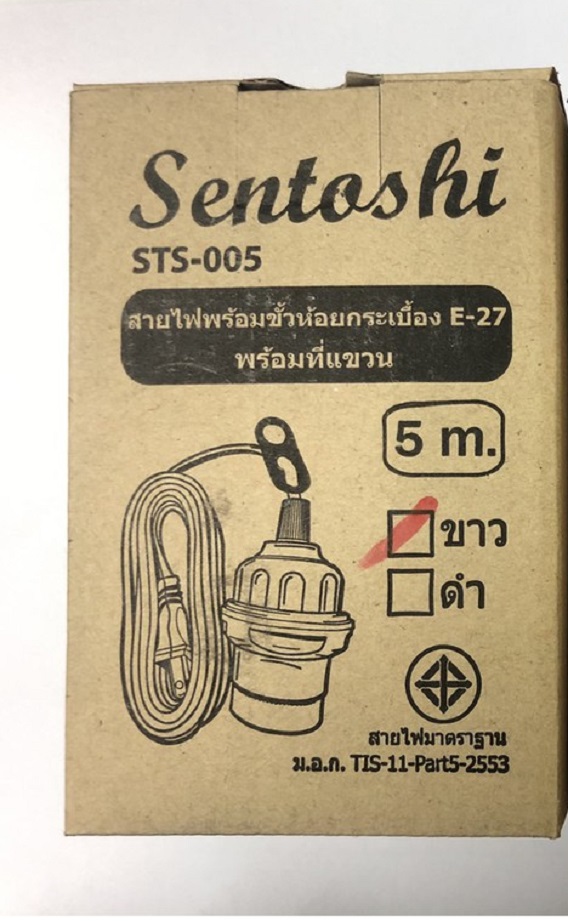 Sentoshi
STS-005
สายไฟพร้อมขั้วห้อยกระเบื้อง E-27
พร้อมที่แขวน
5 m.
ขาว
ดำ
สายไฟมาตราฐาน
ม.อ.ก. TIS-11-Part5-2553